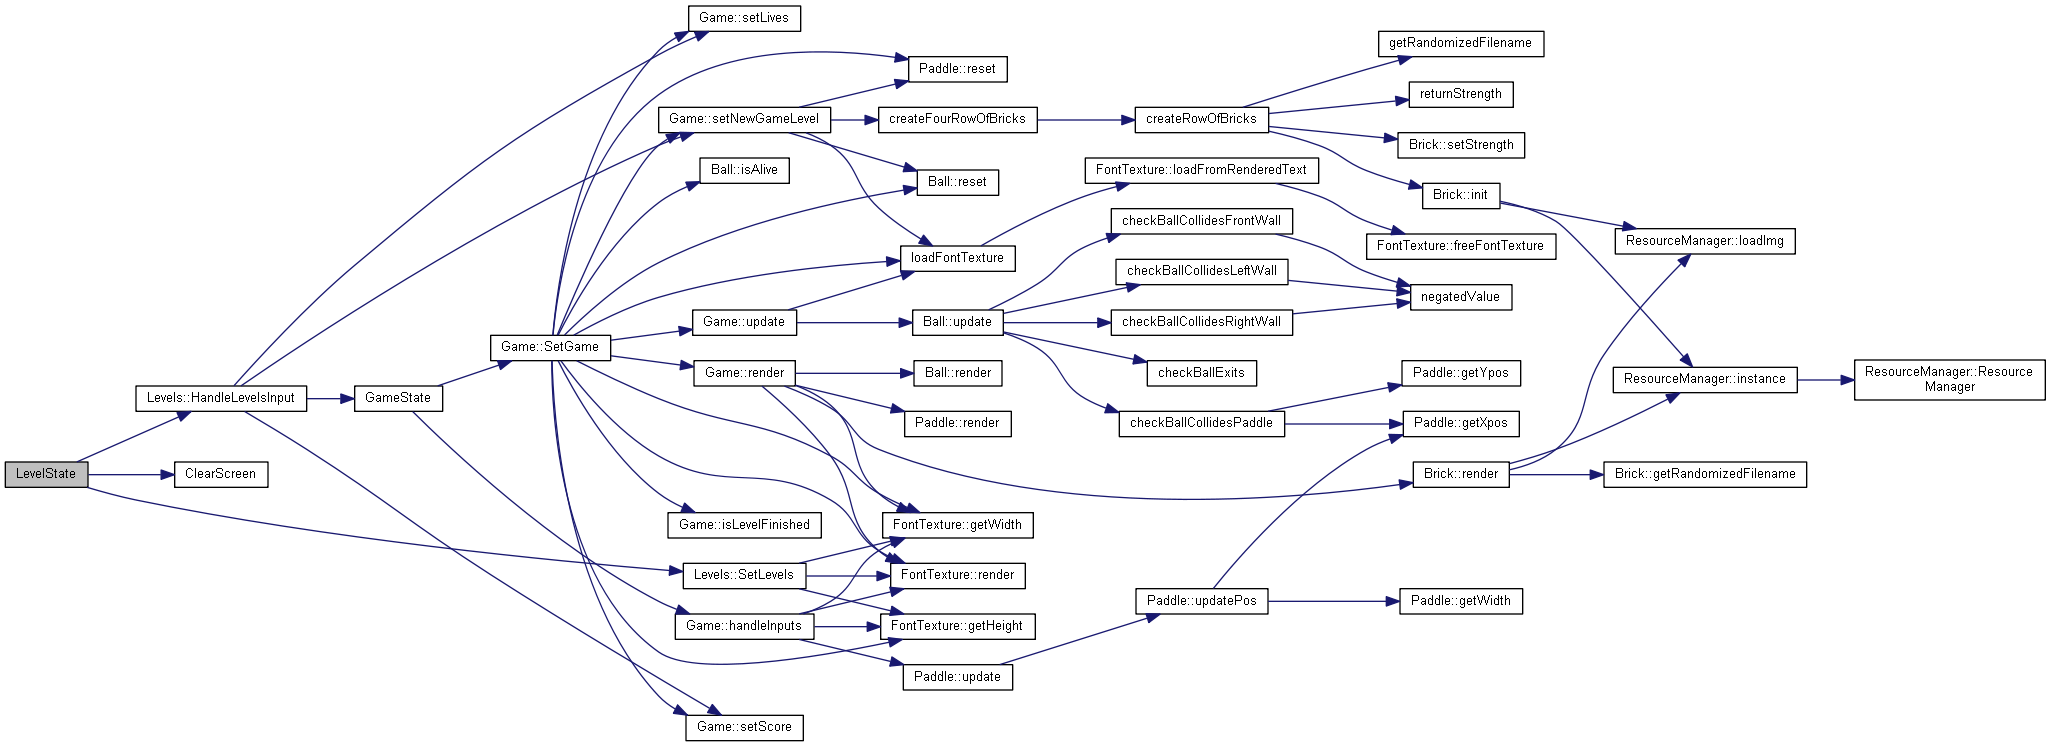 Game::setLives
getRandomizedFilename
Paddle::reset
returnStrength
Game::setNewGameLevel
createFourRowOfBricks
createRowOfBricks
Brick::setStrength
Ball::isAlive
FontTexture::loadFromRenderedText
Ball::reset
Brick::init
checkBallCollidesFrontWall
ResourceManager::loadImg
FontTexture::freeFontTexture
loadFontTexture
checkBallCollidesLeftWall
negatedValue
Game::update
Ball::update
checkBallCollidesRightWall
Game::SetGame
Game::render
Ball::render
checkBallExits
Paddle::getYpos
ResourceManager::instance
ResourceManager::Resource
Manager
Levels::HandleLevelsInput
GameState
Paddle::render
checkBallCollidesPaddle
Paddle::getXpos
LevelState
ClearScreen
Brick::render
Brick::getRandomizedFilename
Game::isLevelFinished
FontTexture::getWidth
Levels::SetLevels
FontTexture::render
Paddle::updatePos
Paddle::getWidth
Game::handleInputs
FontTexture::getHeight
Paddle::update
Game::setScore